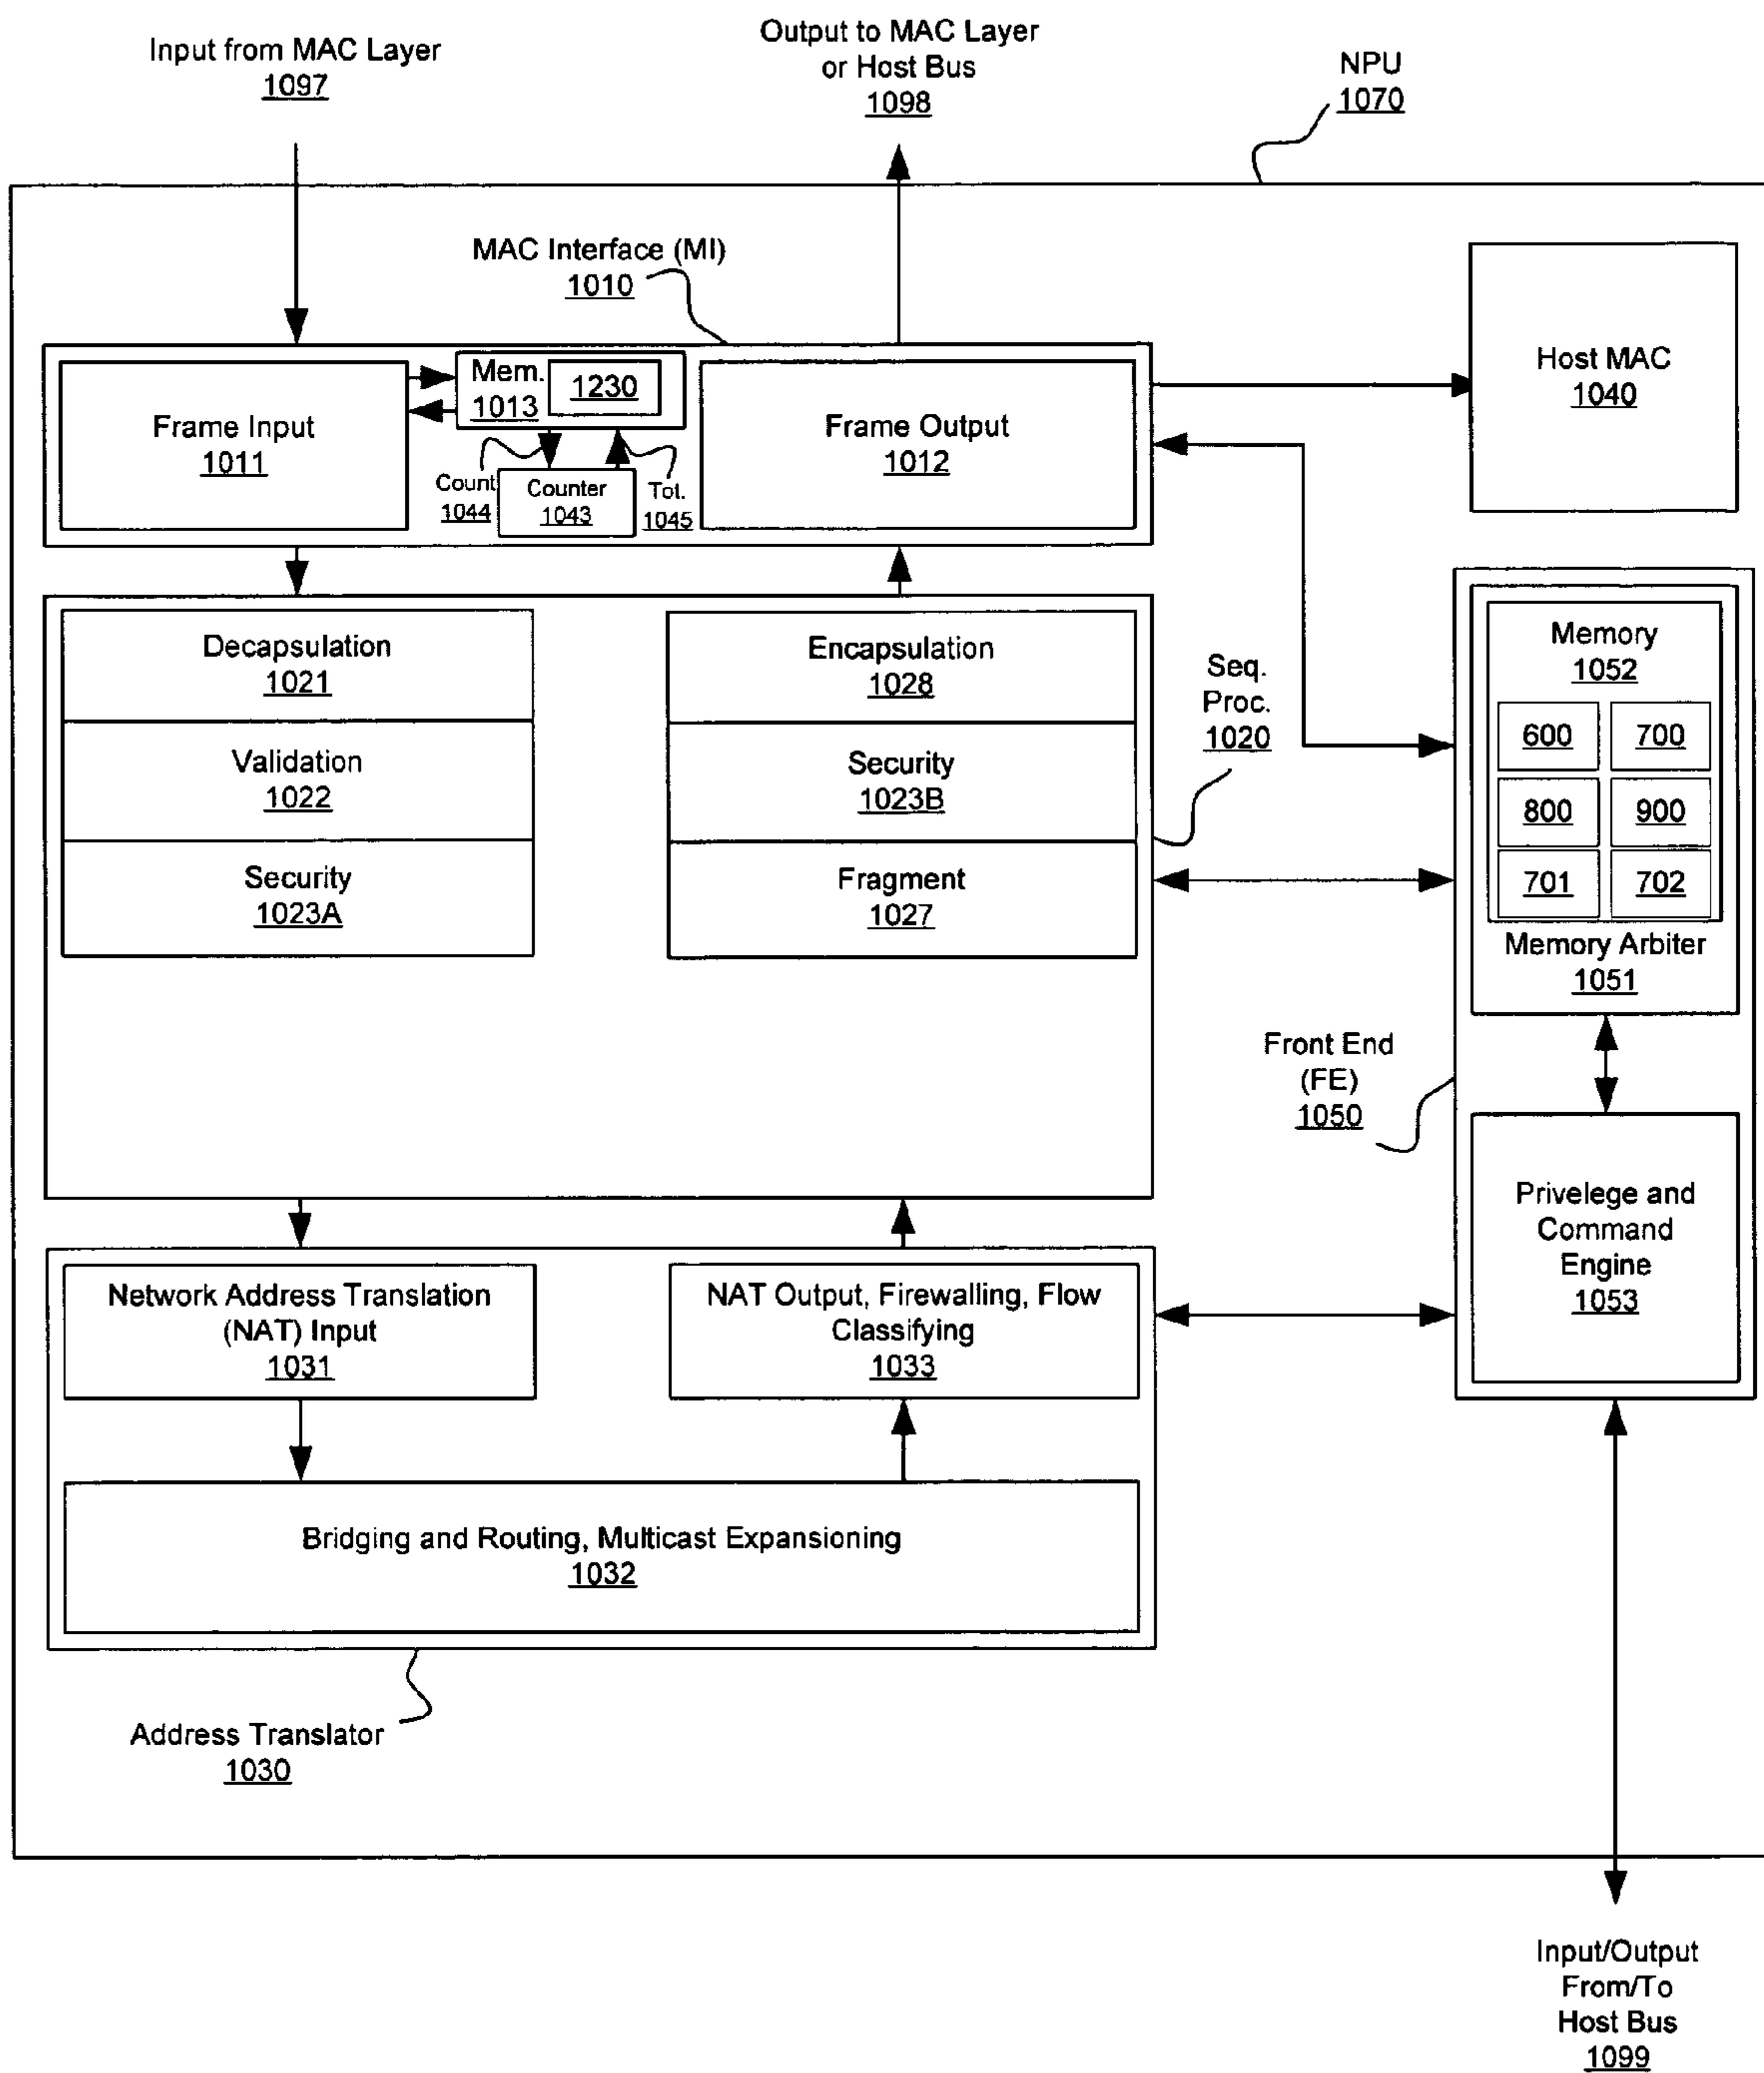 Input from MAC Layer
1097
Output to MAC Layer
or Host Bus
1098
NPU
1070
MAC Interface (MI)
1010
Frame Input
1011
Mem.
1013
1230
Count
1044
Counter
1043
Tot.
1045
Frame Output
1012
Host MAC
1040
Decapsulation
1021
Validation
1022
Security
1023A
Encapsulation
1028
Security
1023B
Fragment
1027
Seq.
Proc.
1020
Memory
1052
600 700
800 900
701 702
Memory Arbiter
1051
Front End
(FE)
1050
Privelege and
Command
Engine
1053
Network Address Translation
(NAT) Input
1031
NAT Output, Firewalling, Flow
Classifying
1033
Bridging and Routing, Multicast Expansioning
1032
Address Translator
1030
Input/Output
From/To
Host Bus
1099